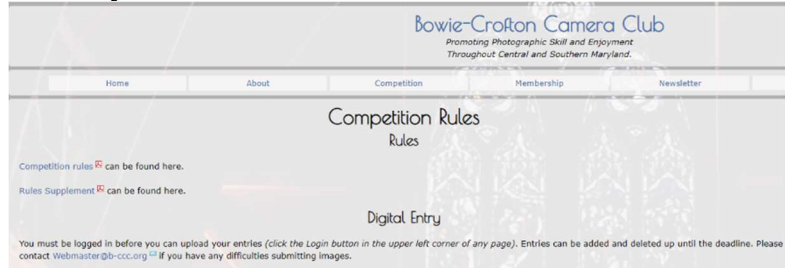 Bowie-Crofton Camera Club
Promoting Photographic Skill and Enjoyment
Throughout Central and Southern Maryland.
Home About Competition Membership Newsletter
Competition Rules
Rules
Competition rules can be found here.
Rules Supplement can be found here.
Digital Entry
You must be logged in before you can upload your entries (click the Login button in the upper left corner of any page). Entries can be added and deleted up until the deadline. Please
contact Webmaster@b-ccc.org if you have any difficulties submitting images.